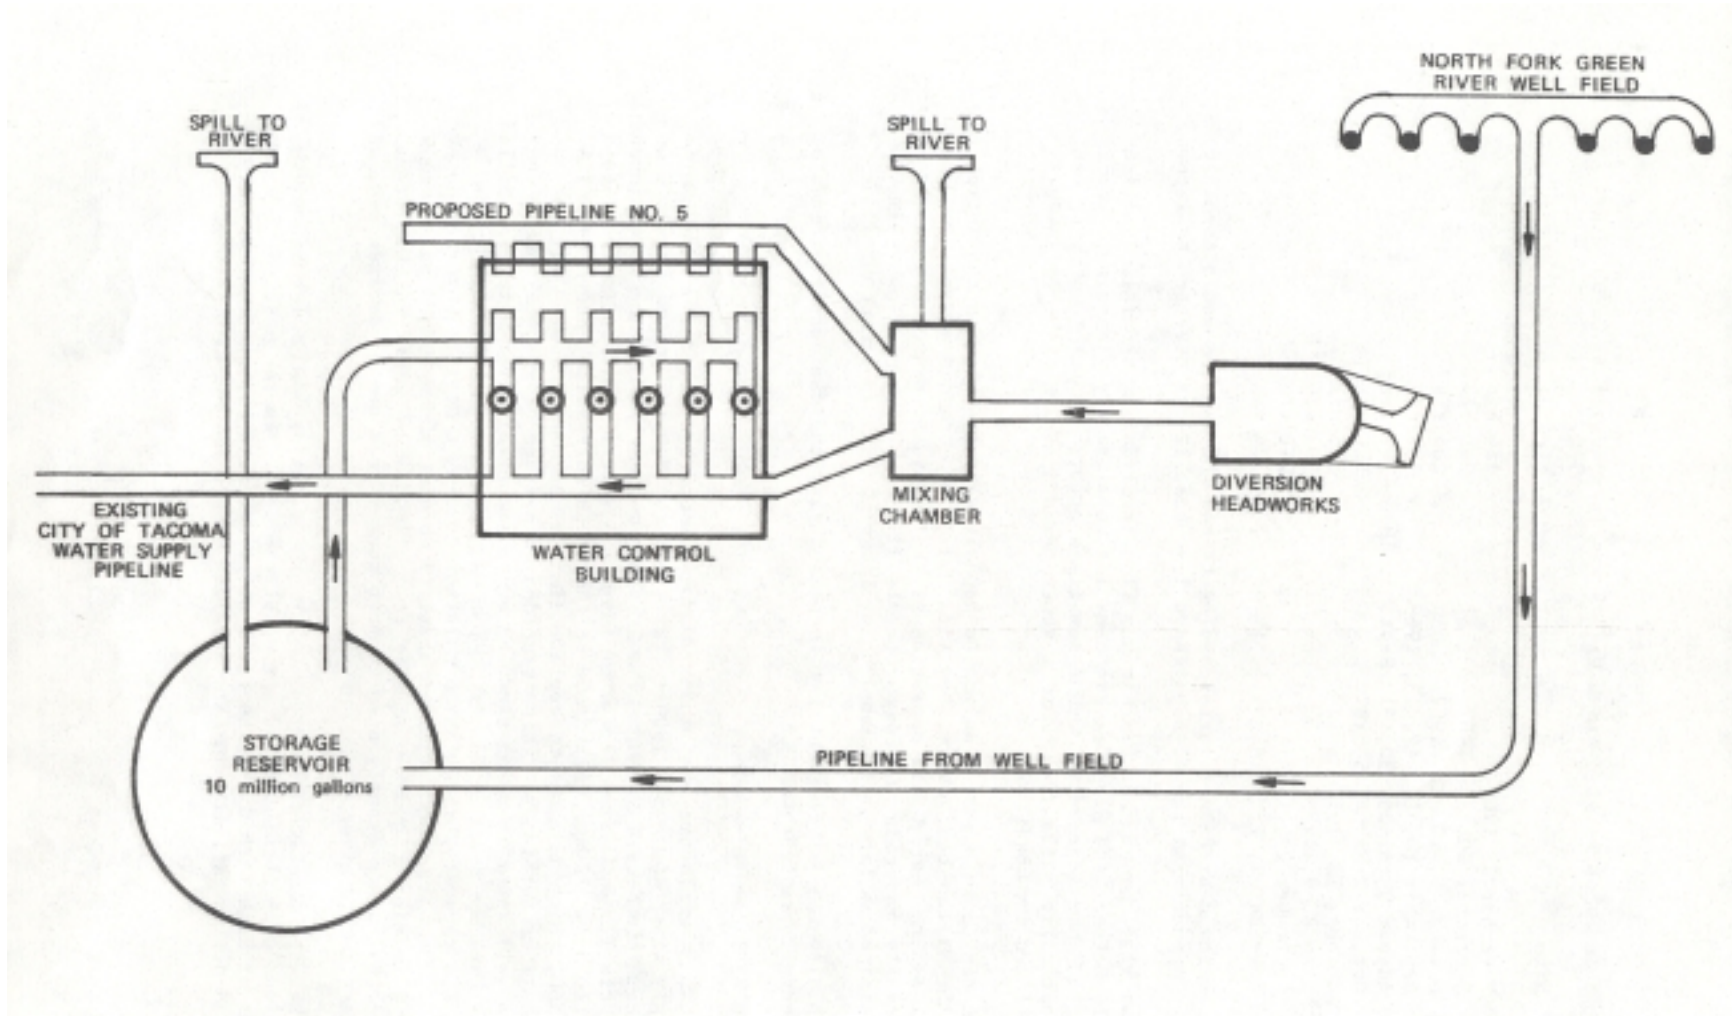 NORTH FORK GREEN
RIVER WELL FIELD
SPILL TO
RIVER
SPILL TO
RIVER
PROPOSED PIPELINE NO. 5
MIXING
CHAMBER
DIVERSION
HEADWORKS
EXISTING
CITY OF TACOMA
WATER SUPPLY
PIPELINE
WATER CONTROL
BUILDING
STORAGE
RESERVOIR
10 million gallons
PIPELINE FROM WELL FIELD